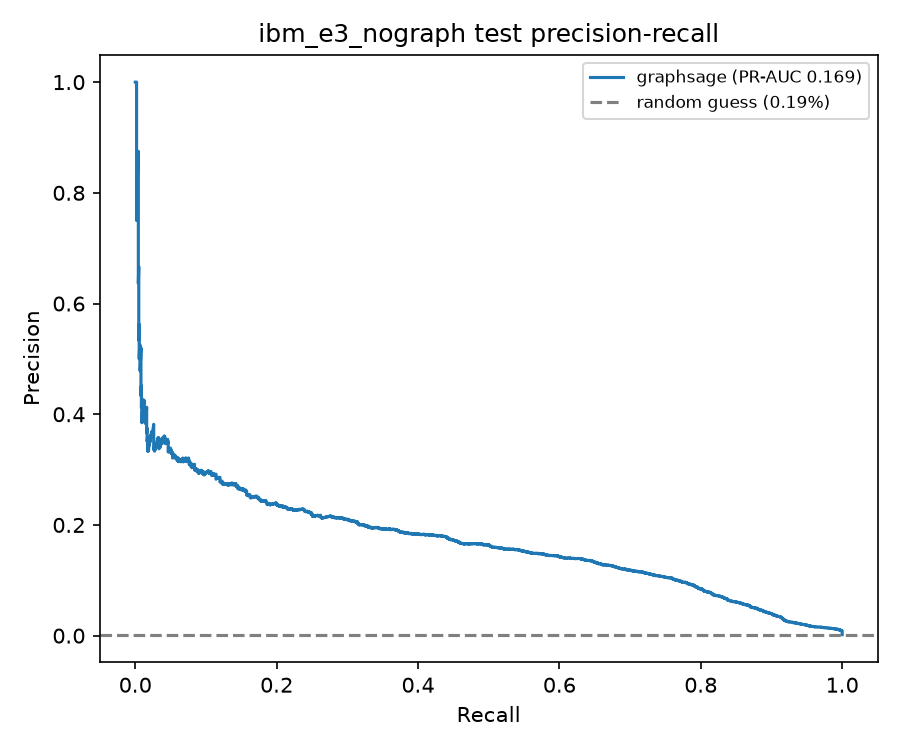 ibm_e3_nograph test precision-recall
graphsage (PR-AUC 0.169)
random guess (0.19%)
Precision
1.0
0.8
0.6
0.4
0.2
0.0
0.0 0.2 0.4 0.6 0.8 1.0
Recall